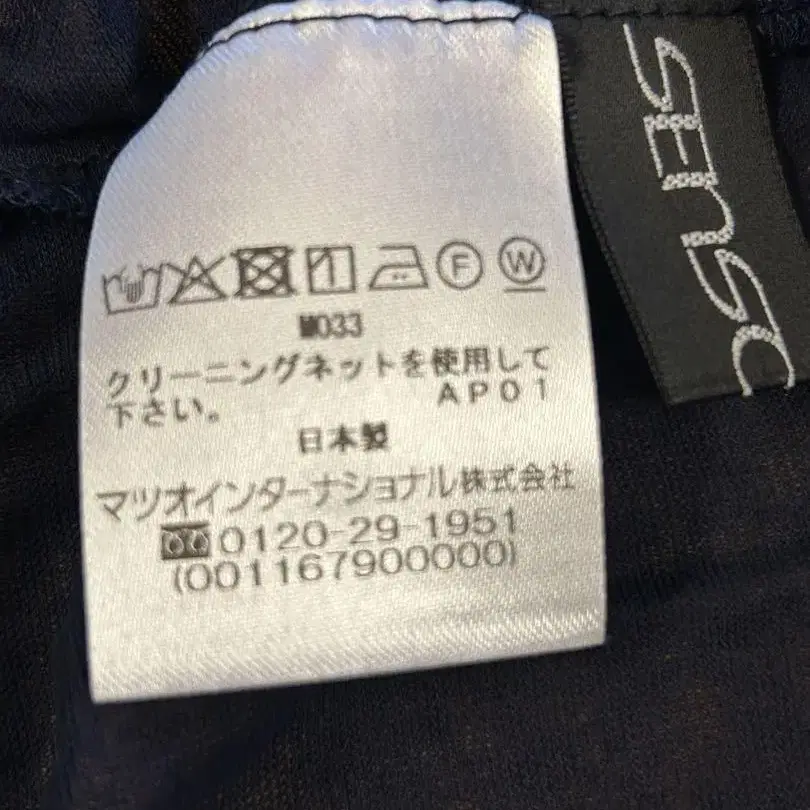 F W
M033
クリーニングネットを使用して
下さい。 AP01
日本製
マツオインターナショナル株式会社
0120-29-1951
(001167900000)
SENSO